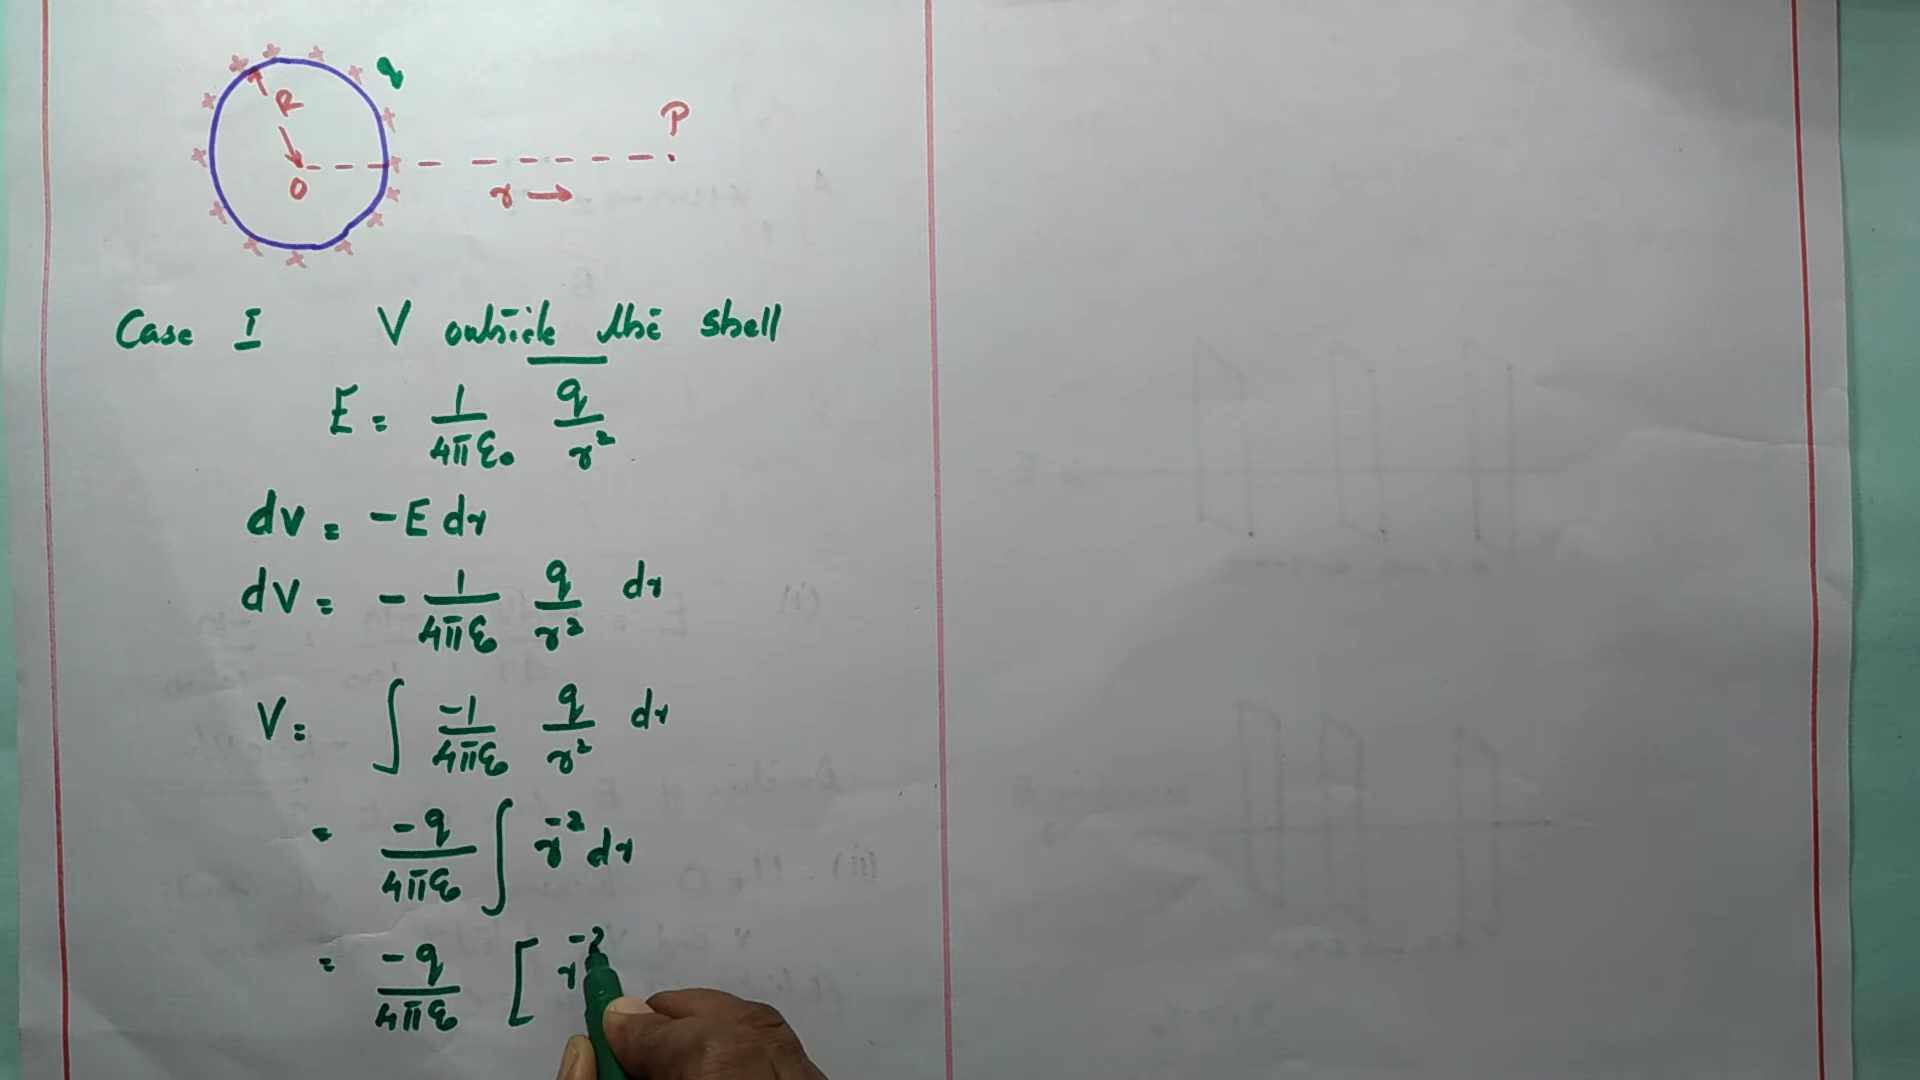 q
R
P
O
r →
Case I V outside the shell
E = 1/4πε₀ q/r²
dV = -E dr
dV = - 1/4πε₀ q/r² dr
V = ∫ -1/4πε₀ q/r² dr
= -q/4πε₀ ∫ r⁻² dr
= -q/4πε₀ [ r⁻²